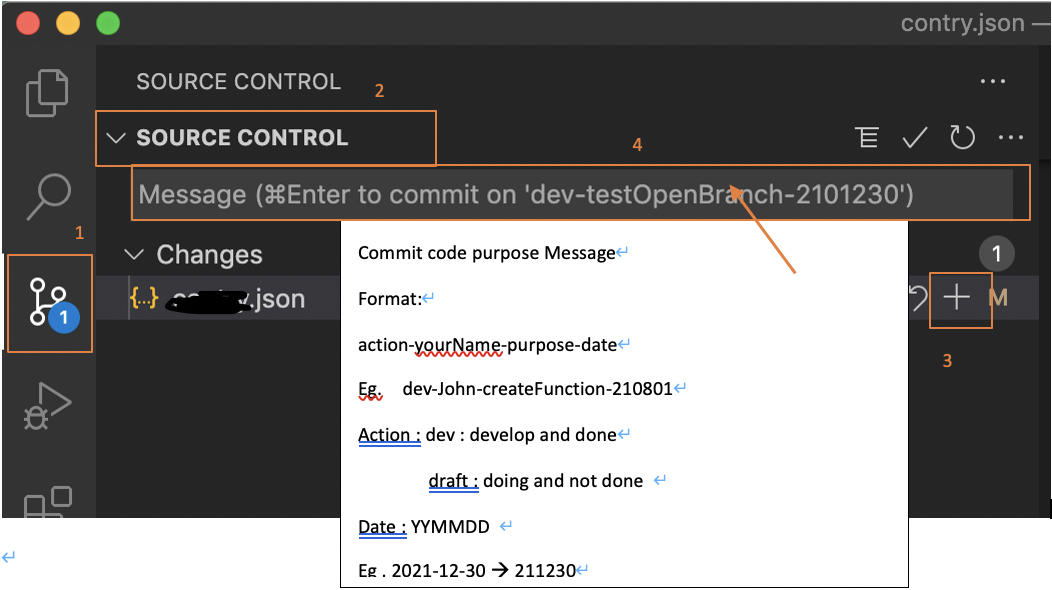 contry.json —
SOURCE CONTROL
2
SOURCE CONTROL
4
Message (⌘Enter to commit on 'dev-testOpenBranch-2101230')
1
Changes
1
{...} .json
M
1
3
Commit code purpose Message
Format:
action-yourName-purpose-date
Eg. dev-John-createFunction-210801
Action : dev : develop and done
draft : doing and not done
Date : YYMMDD
Eg . 2021-12-30 → 211230